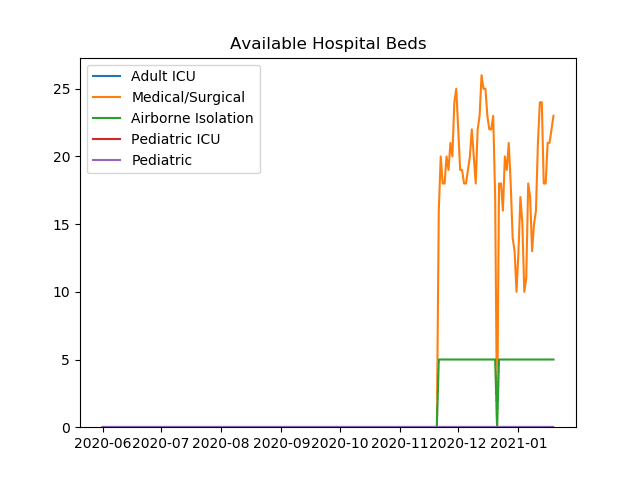 Available Hospital Beds
Adult ICU
Medical/Surgical
Airborne Isolation
Pediatric ICU
Pediatric
25
20
15
10
5
0
2020-06 2020-07 2020-08 2020-09 2020-10 2020-11 2020-12 2021-01